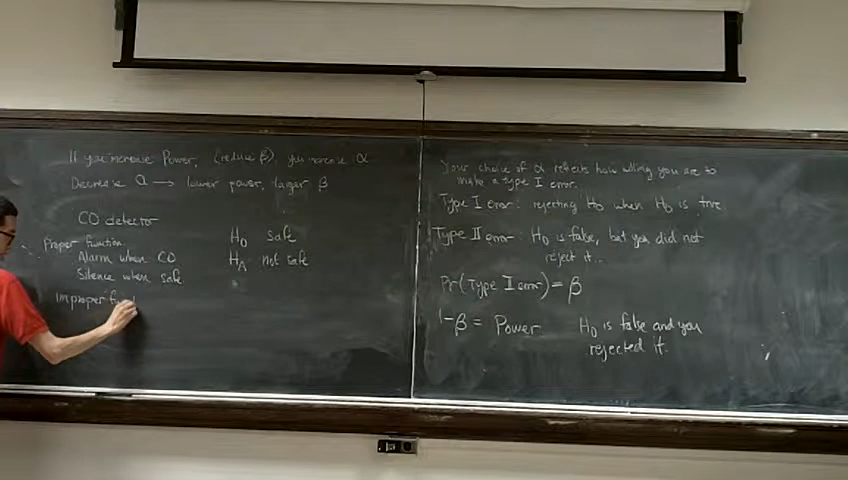 If you increase Power, (reduce β), you increase α
Decrease α → lower power, larger β
CO detector
Proper function
Alarm when CO
Silence when safe
Improper fun
H₀ safe
H_A not safe
Your choice of α reflects how willing you are to
make a type I error.
Type I error: rejecting H₀ when H₀ is true
Type II error: H₀ is false, but you did not
reject it..
Pr(Type I error) = β
1-β = Power
H₀ is false and you
rejected it.